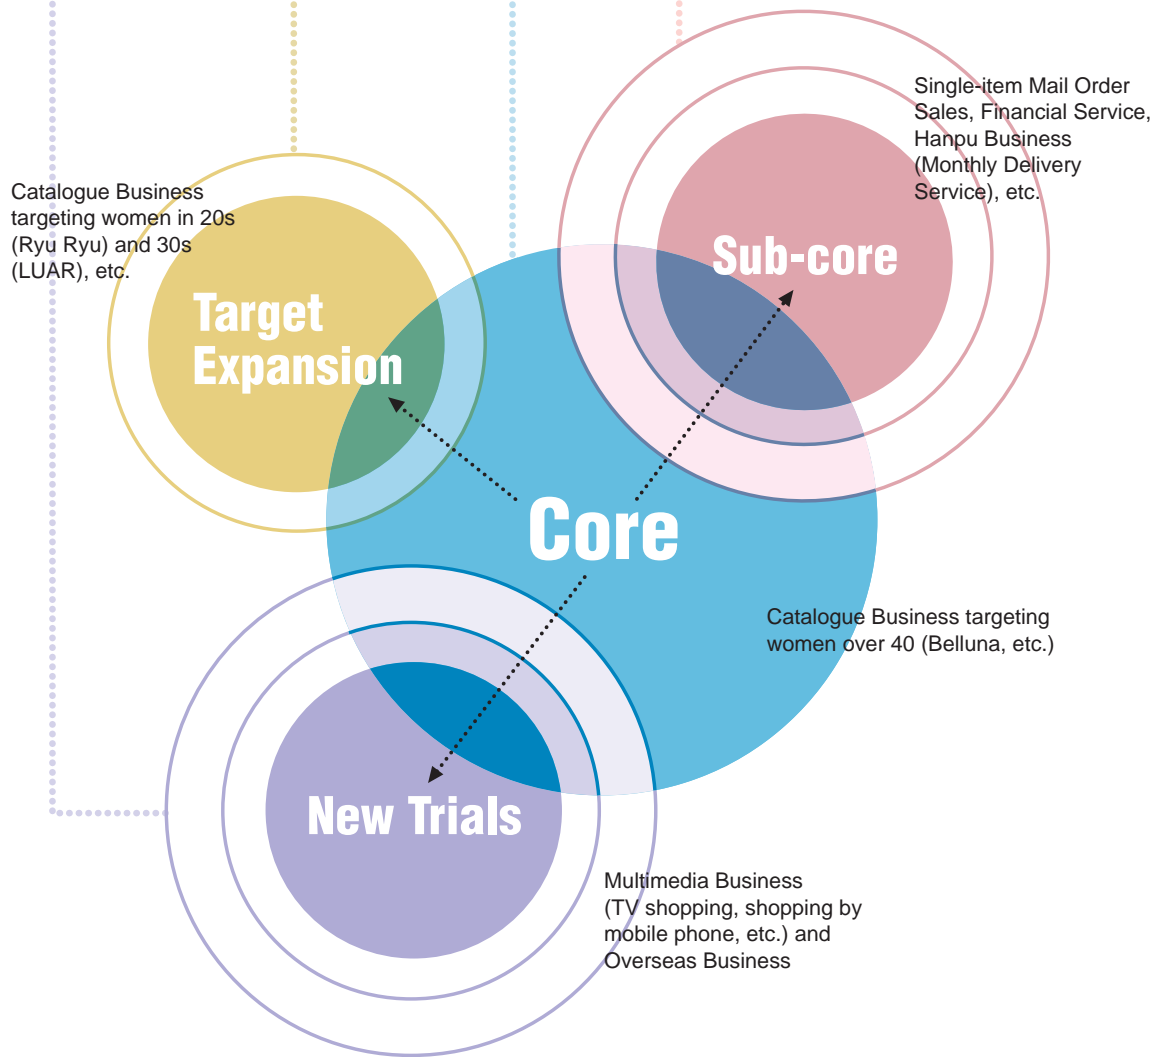 Single-item Mail Order
Sales, Financial Service,
Hanpu Business
(Monthly Delivery
Service), etc.
Sub-core
Catalogue Business
targeting women in 20s
(Ryu Ryu) and 30s
(LUAR), etc.
Target
Expansion
Core
Catalogue Business targeting
women over 40 (Belluna, etc.)
New Trials
Multimedia Business
(TV shopping, shopping by
mobile phone, etc.) and
Overseas Business